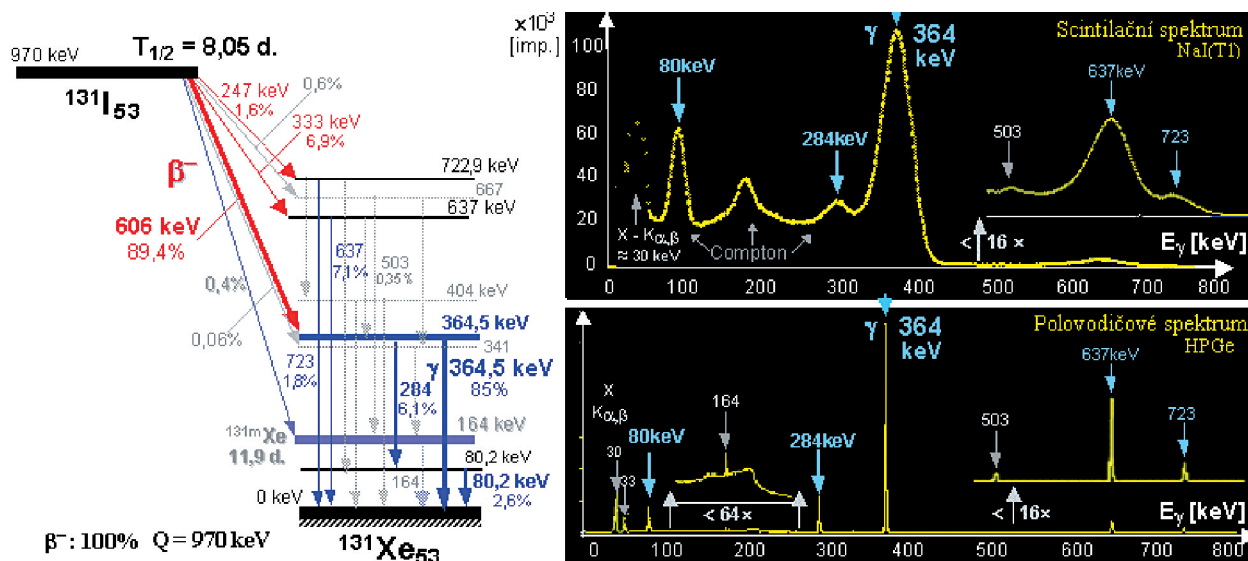 970 keV
T1/2 = 8,05 d.
131I53
247 keV
1,6%
0,6%
333 keV
6,9%
β−
606 keV
89,4%
722,9 keV
667
637 keV
637
7,1%
503
0,35%
404 keV
0,4%
0,06%
364,5 keV
341
γ 364,5 keV
85%
723
1,8%
284
6,1%
131mXe
11,9 d.
164 keV
80,2 keV
164
80,2 keV
2,6%
0 keV
β−: 100% Q = 970 keV
131Xe53
x10³
[imp.]
100
80
60
40
20
0
γ 364
keV
Scintilační spektrum
NaI(T1)
80keV
284keV
637keV
503
723
X - Kα,β
≈ 30 keV
Compton
< 16 ×
Eγ [keV]
0 100 200 300 400 500 600 700 800
γ 364
keV
Polovodičové spektrum
HPGe
X
Kα,β
30
33
80keV
164
284keV
637keV
503
723
< 64 ×
< 16×
Eγ [keV]
0 100 200 300 400 500 600 700 800